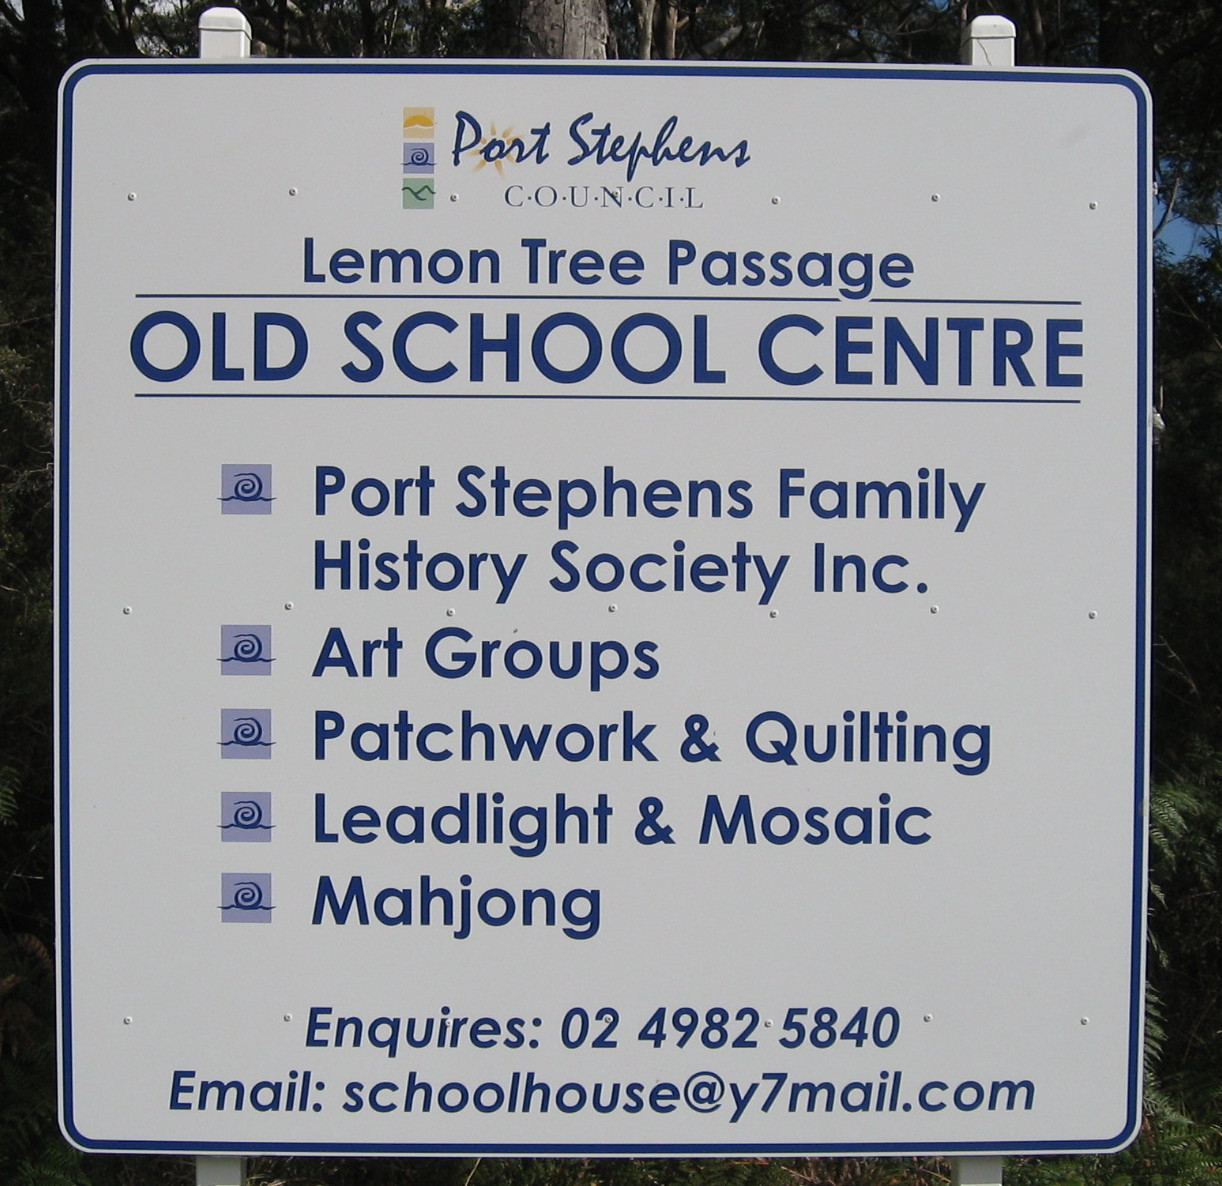 Port Stephens
C·O·U·N·C·I·L
Lemon Tree Passage
OLD SCHOOL CENTRE
Port Stephens Family
History Society Inc.
Art Groups
Patchwork & Quilting
Leadlight & Mosaic
Mahjong
Enquires: 02 4982 5840
Email: schoolhouse@y7mail.com